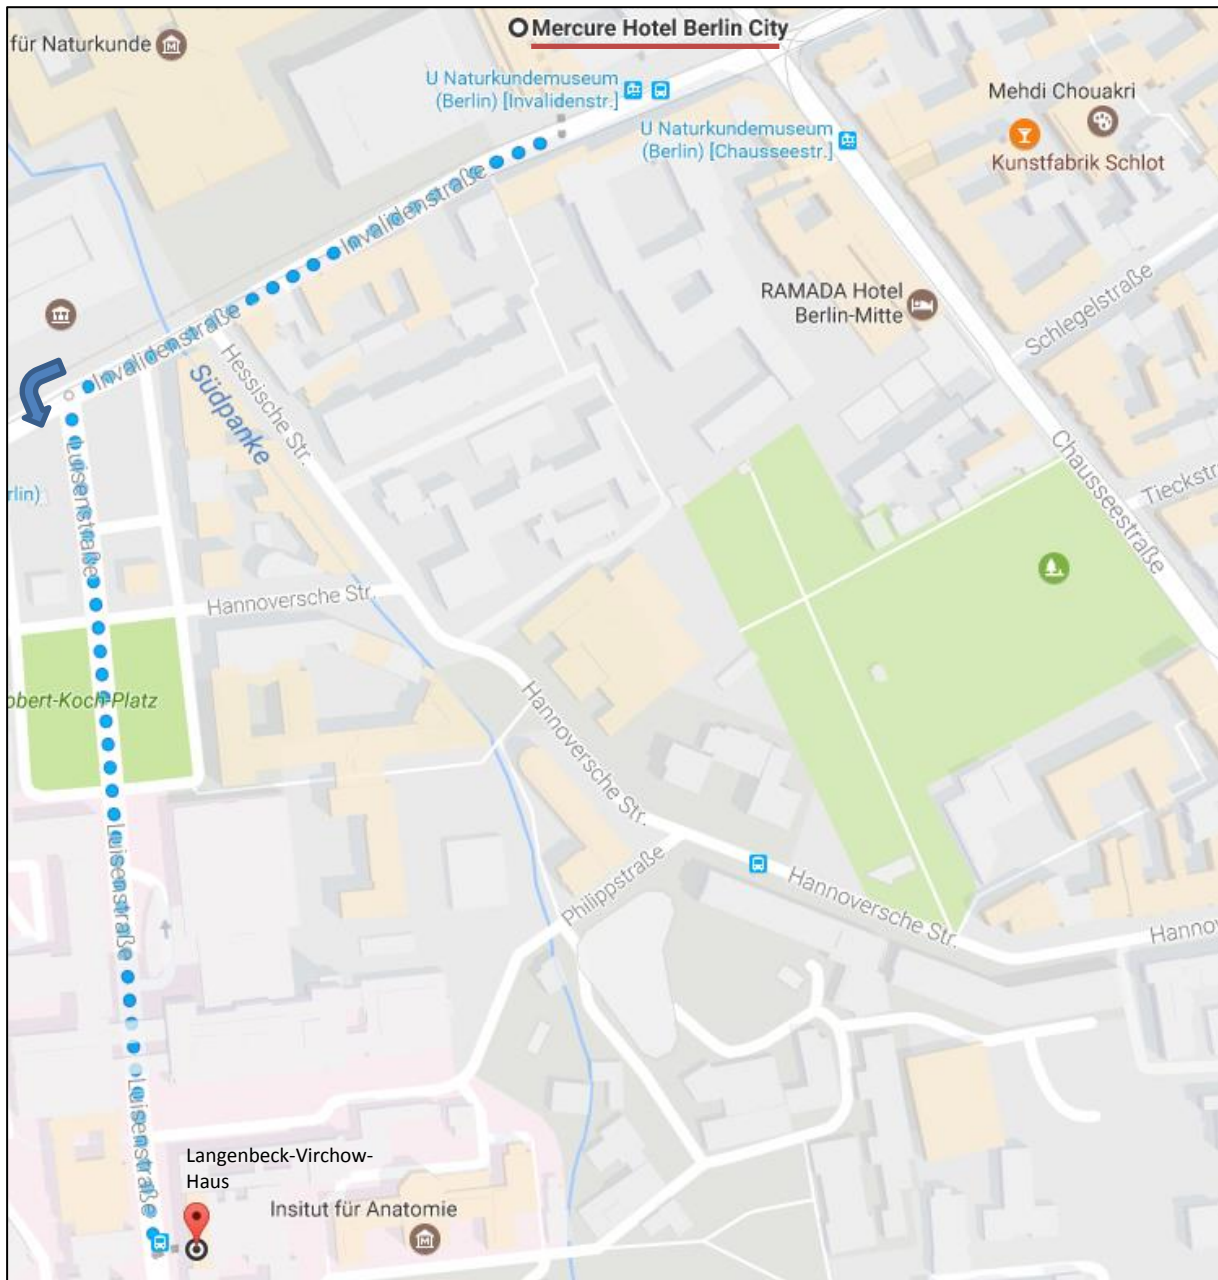 Mercure Hotel Berlin City
für Naturkunde
U Naturkundemuseum
(Berlin) [Invalidenstr.]
Mehdi Chouakri
U Naturkundemuseum
(Berlin) [Chausseestr.]
Kunstfabrik Schlot
Invalidenstraße
RAMADA Hotel
Berlin-Mitte
Schlegelstraße
Invalidenstraße
Hessische Str.
Südpanke
Chausseestraße
Tieckstr
rlin)
Luisenstraße
Hannoversche Str.
obert-Koch-Platz
Hannoversche Str.
Luisenstraße
Philippstraße
Hannoversche Str.
Hanno
Luisenstraße
Langenbeck-Virchow-
Haus
Insitut für Anatomie